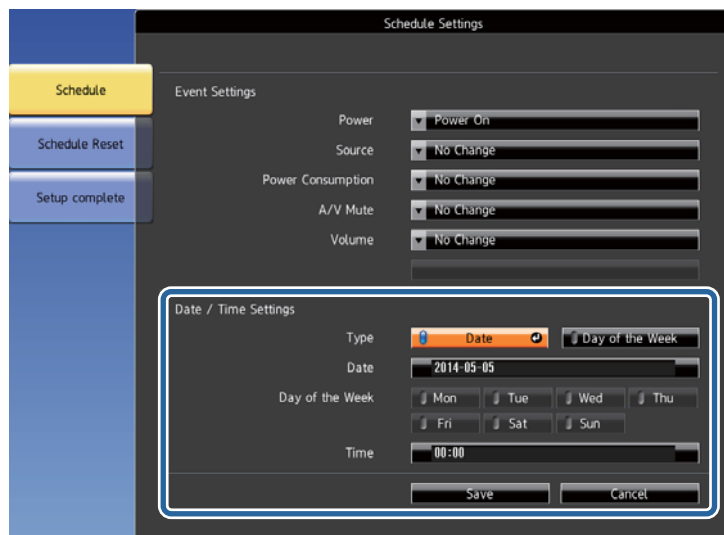 Schedule Settings
Schedule
Schedule Reset
Setup complete
Event Settings
Power Power On
Source No Change
Power Consumption No Change
A/V Mute No Change
Volume No Change
Date / Time Settings
Type Date Day of the Week
Date 2014-05-05
Day of the Week Mon Tue Wed Thu
Fri Sat Sun
Time 00:00
Save Cancel